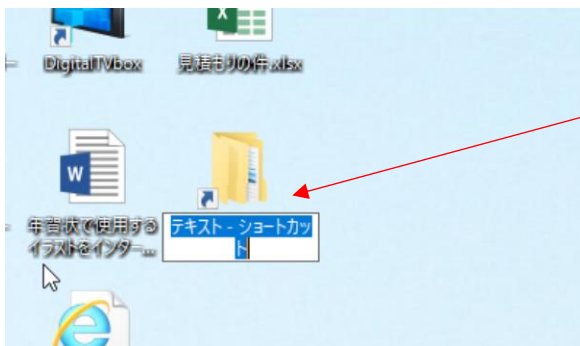 DigitalTVbox
見積もりの件.xlsx
W
年賀状で使用する
イラストをインター...
テキスト - ショートカッ
ト